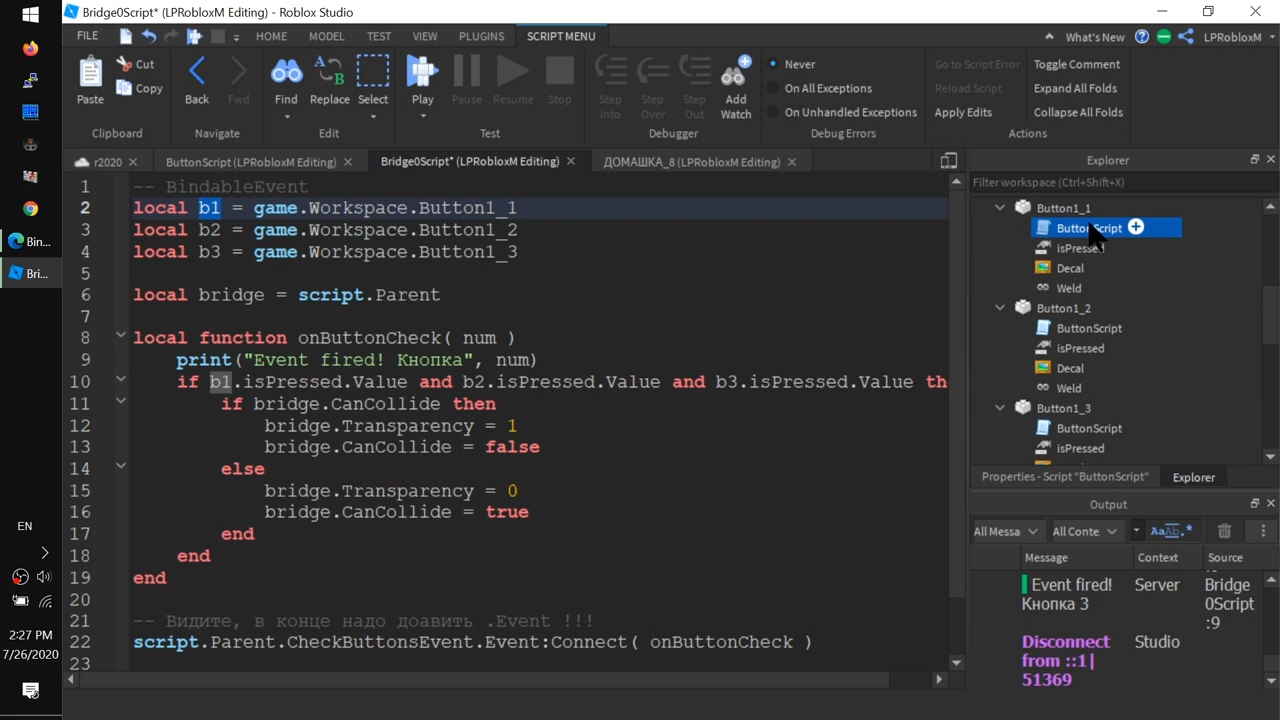 Bridge0Script* (LPRobloxM Editing) - Roblox Studio
FILE HOME MODEL TEST VIEW PLUGINS SCRIPT MENU What's New LPRobloxM
Paste Cut Copy Back Fwd Find Replace Select Play Pause Resume Stop Step Into Step Over Step Out Add Watch
Never
On All Exceptions
On Unhandled Exceptions
Go to Script Error
Reload Script
Apply Edits
Toggle Comment
Expand All Folds
Collapse All Folds
Clipboard Navigate Edit Test Debugger Debug Errors Actions
r2020 ButtonScript (LPRobloxM Editing) Bridge0Script* (LPRobloxM Editing) ДОМАШКА_8 (LPRobloxM Editing)
1 -- BindableEvent
2 local b1 = game.Workspace.Button1_1
3 local b2 = game.Workspace.Button1_2
4 local b3 = game.Workspace.Button1_3
5
6 local bridge = script.Parent
7
8 local function onButtonCheck( num )
9 print("Event fired! Кнопка", num)
10 if b1.isPressed.Value and b2.isPressed.Value and b3.isPressed.Value th
11 if bridge.CanCollide then
12 bridge.Transparency = 1
13 bridge.CanCollide = false
14 else
15 bridge.Transparency = 0
16 bridge.CanCollide = true
17 end
18 end
19 end
20
21 -- Видите, в конце надо доавить .Event !!!
22 script.Parent.CheckButtonsEvent.Event:Connect( onButtonCheck )
23
Explorer
Filter workspace (Ctrl+Shift+X)
Button1_1
ButtonScript
isPressed
Decal
Weld
Button1_2
ButtonScript
isPressed
Decal
Weld
Button1_3
ButtonScript
isPressed
Properties - Script "ButtonScript" Explorer
Output
All Messa All Conte AaAb.*
Message Context Source
Event fired! Кнопка 3 Server Bridge0Script:9
Disconnect from ::1|51369 Studio
Bin...
Bri...
EN
2:27 PM
7/26/2020